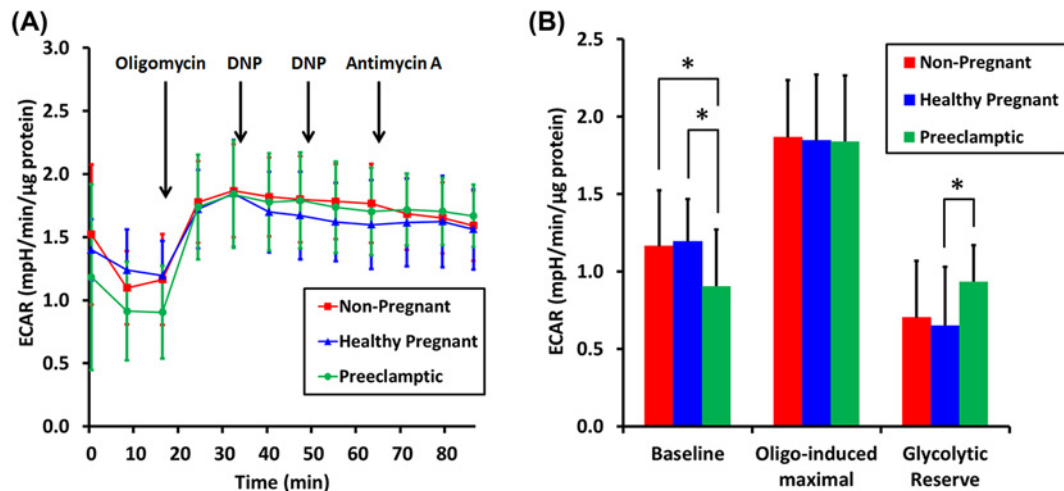 (A)
3.0
2.5
2.0
1.5
1.0
0.5
0.0
ECAR (mpH/min/µg protein)
Oligomycin DNP DNP Antimycin A
Non-Pregnant
Healthy Pregnant
Preeclamptic
0 10 20 30 40 50 60 70 80
Time (min)
(B)
2.5
2.0
1.5
1.0
0.5
0.0
ECAR (mpH/min/µg protein)
* * *
Non-Pregnant
Healthy Pregnant
Preeclamptic
Baseline Oligo-induced Glycolytic
maximal Reserve